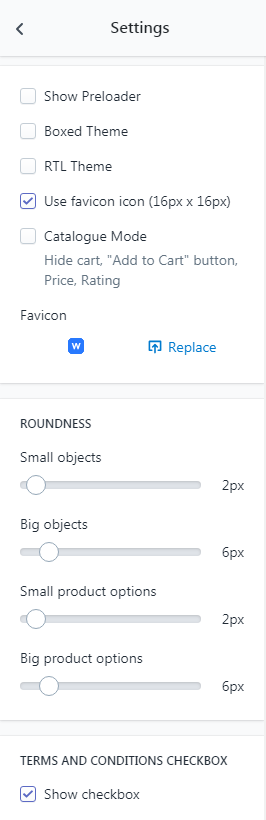 Settings
Show Preloader
Boxed Theme
RTL Theme
Use favicon icon (16px x 16px)
Catalogue Mode
Hide cart, "Add to Cart" button,
Price, Rating
Favicon
w Replace
ROUNDNESS
Small objects
2px
Big objects
6px
Small product options
2px
Big product options
6px
TERMS AND CONDITIONS CHECKBOX
Show checkbox